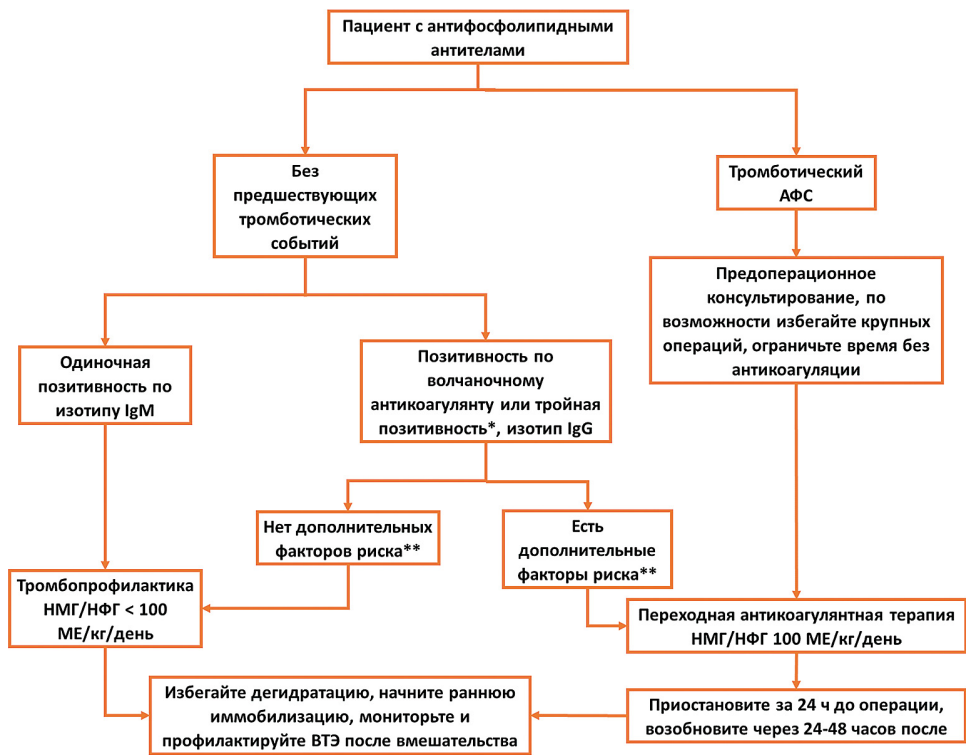 Пациент с антифосфолипидными
антителами
Без
предшествующих
тромботических
событий
Тромботический
АФС
Предоперационное
консультирование, по
возможности избегайте крупных
операций, ограничьте время без
антикоагуляции
Одиночная
позитивность по
изотипу IgM
Позитивность по
волчаночному
антикоагулянту или тройная
позитивность*, изотип IgG
Нет дополнительных
факторов риска**
Есть
дополнительные
факторы риска**
Тромбопрофилактика
НМГ/НФГ < 100
МЕ/кг/день
Переходная антикоагулянтная терапия
НМГ/НФГ 100 МЕ/кг/день
Избегайте дегидратацию, начните раннюю
иммобилизацию, мониторьте и
профилактируйте ВТЭ после вмешательства
Приостановите за 24 ч до операции,
возобновите через 24-48 часов после